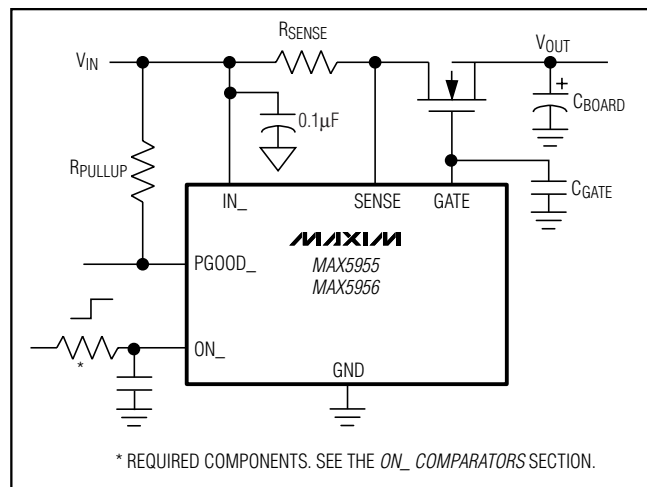 RSENSE
VIN
VOUT
+
0.1µF
CBOARD
RPULLUP
CGATE
IN_
SENSE
GATE
MAXIM
PGOOD_
MAX5955
MAX5956
ON_
*
GND
* REQUIRED COMPONENTS. SEE THE ON_ COMPARATORS SECTION.